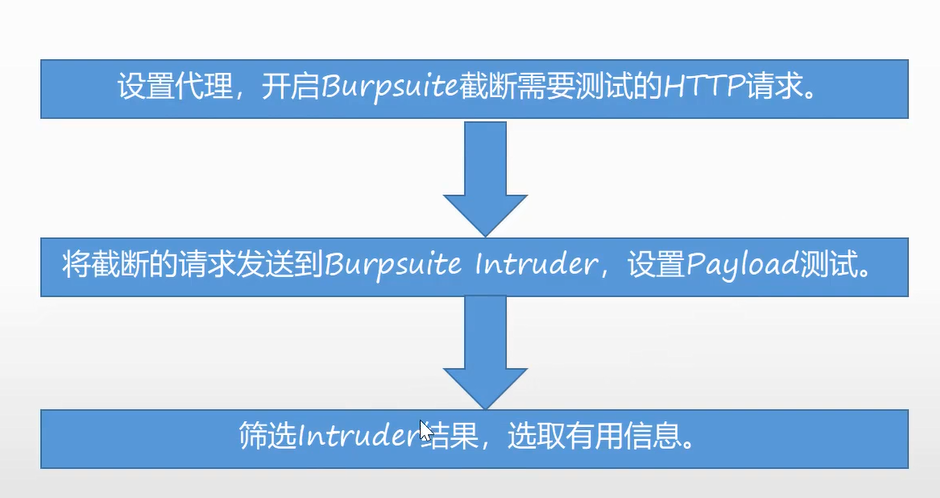 设置代理，开启Burpsuite截断需要测试的HTTP请求。
将截断的请求发送到Burpsuite Intruder，设置Payload测试。
筛选Intruder结果，选取有用信息。